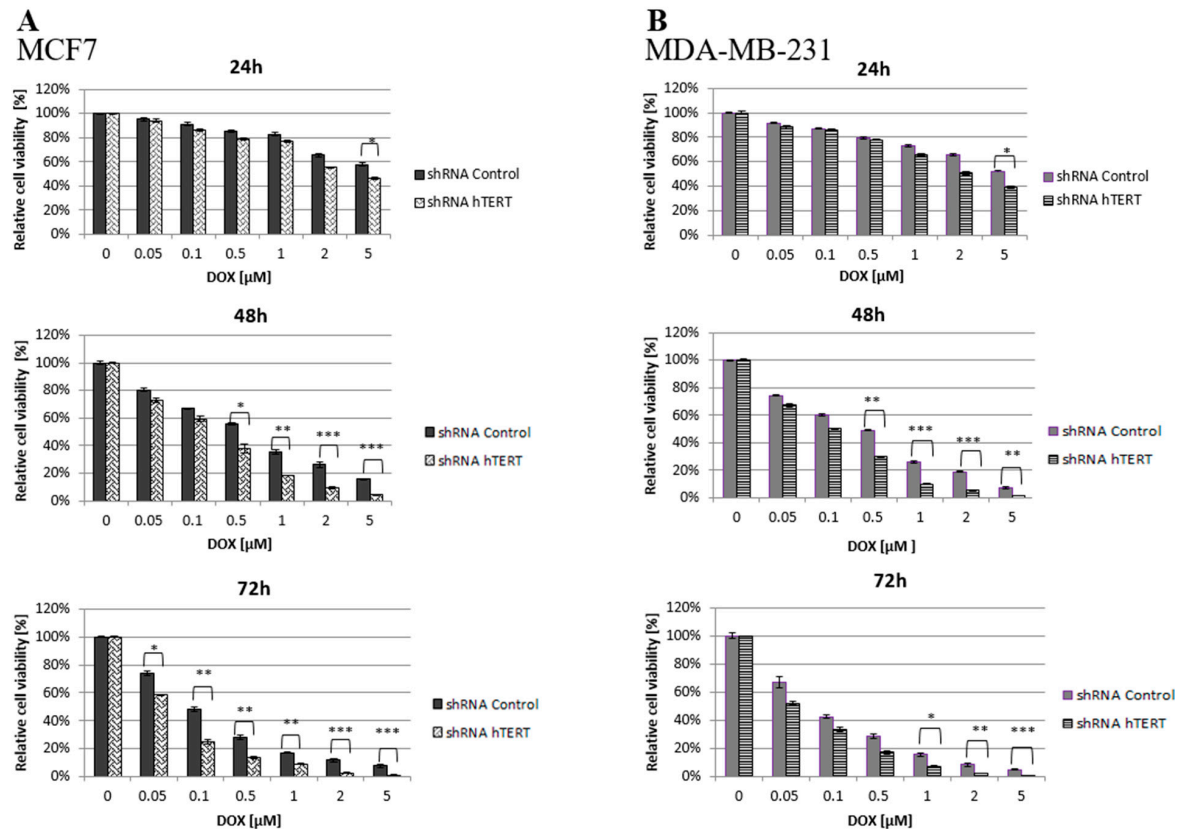 A
MCF7
24h
Relative cell viability [%]
120%
100%
80%
60%
40%
20%
0%
*
0 0.05 0.1 0.5 1 2 5
DOX [µM]
shRNA Control
shRNA hTERT
48h
Relative cell viability [%]
120%
100%
80%
60%
40%
20%
0%
* ** *** ***
0 0.05 0.1 0.5 1 2 5
DOX [µM]
shRNA Control
shRNA hTERT
72h
Relative cell viability [%]
120%
100%
80%
60%
40%
20%
0%
* ** ** ** *** ***
0 0.05 0.1 0.5 1 2 5
DOX [µM]
shRNA Control
shRNA hTERT
B
MDA-MB-231
24h
Relative cell viability [%]
120%
100%
80%
60%
40%
20%
0%
*
0 0.05 0.1 0.5 1 2 5
DOX [µM]
shRNA Control
shRNA hTERT
48h
Relative cell viability [%]
120%
100%
80%
60%
40%
20%
0%
** *** *** **
0 0.05 0.1 0.5 1 2 5
DOX [µM ]
shRNA Control
shRNA hTERT
72h
Relative cell viability [%]
120%
100%
80%
60%
40%
20%
0%
* ** ***
0 0.05 0.1 0.5 1 2 5
DOX [µM]
shRNA Control
shRNA hTERT